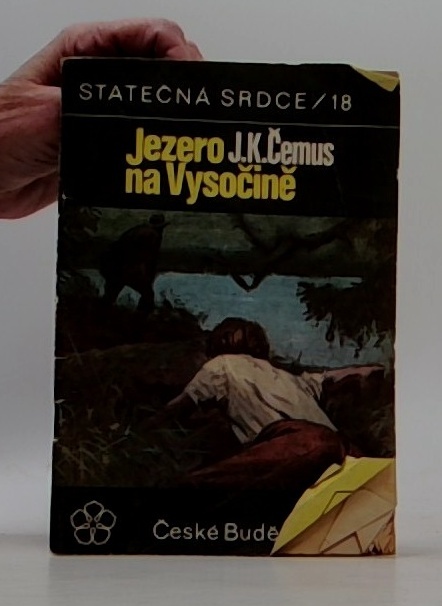 STATEČNÁ SRDCE/18
Jezero J.K.Čemus
na Vysočině
České Budě